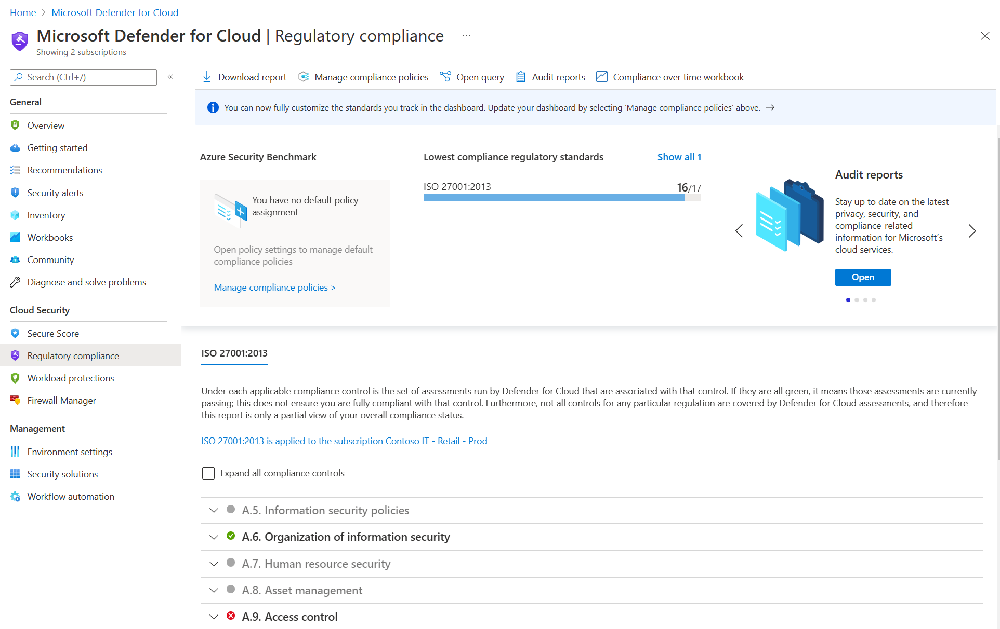 Home > Microsoft Defender for Cloud
Microsoft Defender for Cloud | Regulatory compliance ...
Showing 2 subscriptions
Search (Ctrl+/)
«
General
Overview
Getting started
Recommendations
Security alerts
Inventory
Workbooks
Community
Diagnose and solve problems
Cloud Security
Secure Score
Regulatory compliance
Workload protections
Firewall Manager
Management
Environment settings
Security solutions
Workflow automation
Download report Manage compliance policies Open query Audit reports Compliance over time workbook
You can now fully customize the standards you track in the dashboard. Update your dashboard by selecting ‘Manage compliance policies’ above. →
Azure Security Benchmark
You have no default policy
assignment
Open policy settings to manage default
compliance policies
Manage compliance policies >
Lowest compliance regulatory standards Show all 1
ISO 27001:2013 16/17
Audit reports
Stay up to date on the latest
privacy, security, and
compliance-related
information for Microsoft’s
cloud services.
Open
ISO 27001:2013
Under each applicable compliance control is the set of assessments run by Defender for Cloud that are associated with that control. If they are all green, it means those assessments are currently
passing; this does not ensure you are fully compliant with that control. Furthermore, not all controls for any particular regulation are covered by Defender for Cloud assessments, and therefore
this report is only a partial view of your overall compliance status.
ISO 27001:2013 is applied to the subscription Contoso IT - Retail - Prod
Expand all compliance controls
A.5. Information security policies
A.6. Organization of information security
A.7. Human resource security
A.8. Asset management
A.9. Access control